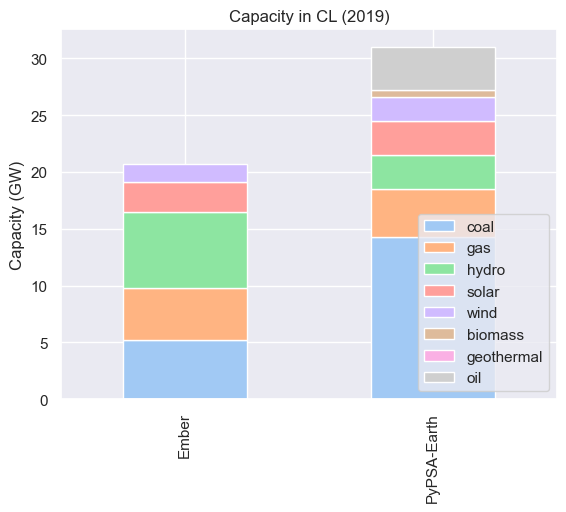 Capacity in CL (2019)
Capacity (GW)
30
25
20
15
10
5
0
coal
gas
hydro
solar
wind
biomass
geothermal
oil
Ember
PyPSA-Earth